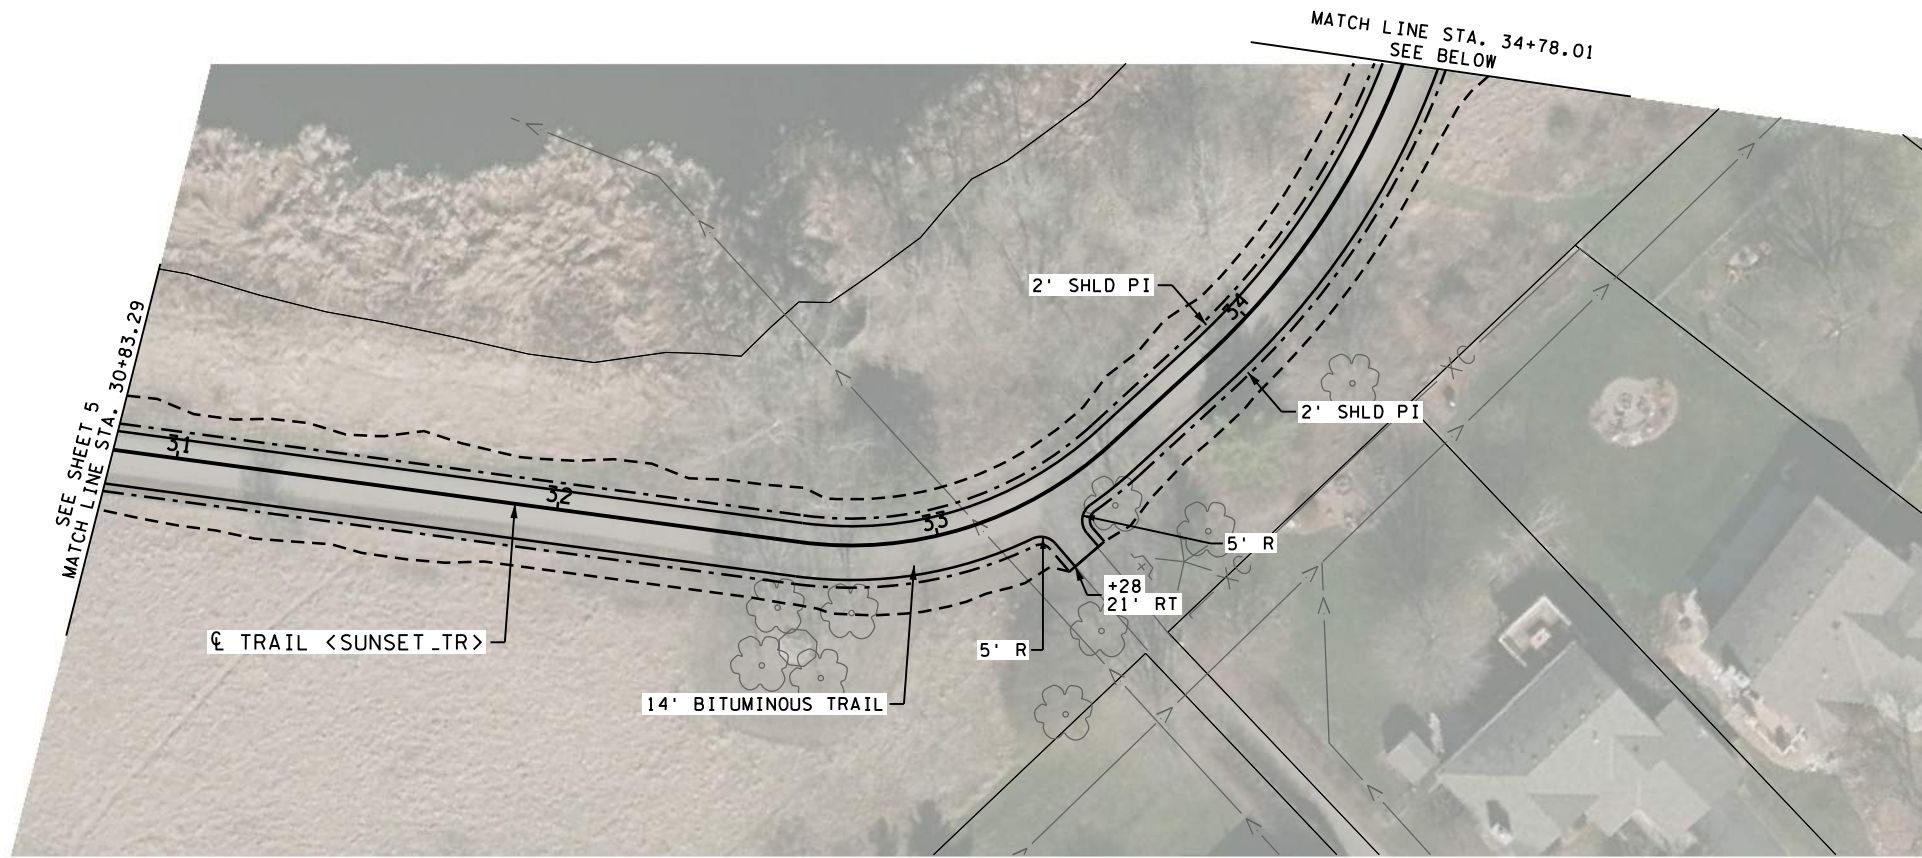 MATCH LINE STA. 34+78.01
SEE BELOW
2' SHLD PI
34
SEE SHEET 5
MATCH LINE STA. 30+83.29
31
32
33
2' SHLD PI
5' R
+28
21' RT
℄ TRAIL <SUNSET_TR>
5' R
14' BITUMINOUS TRAIL